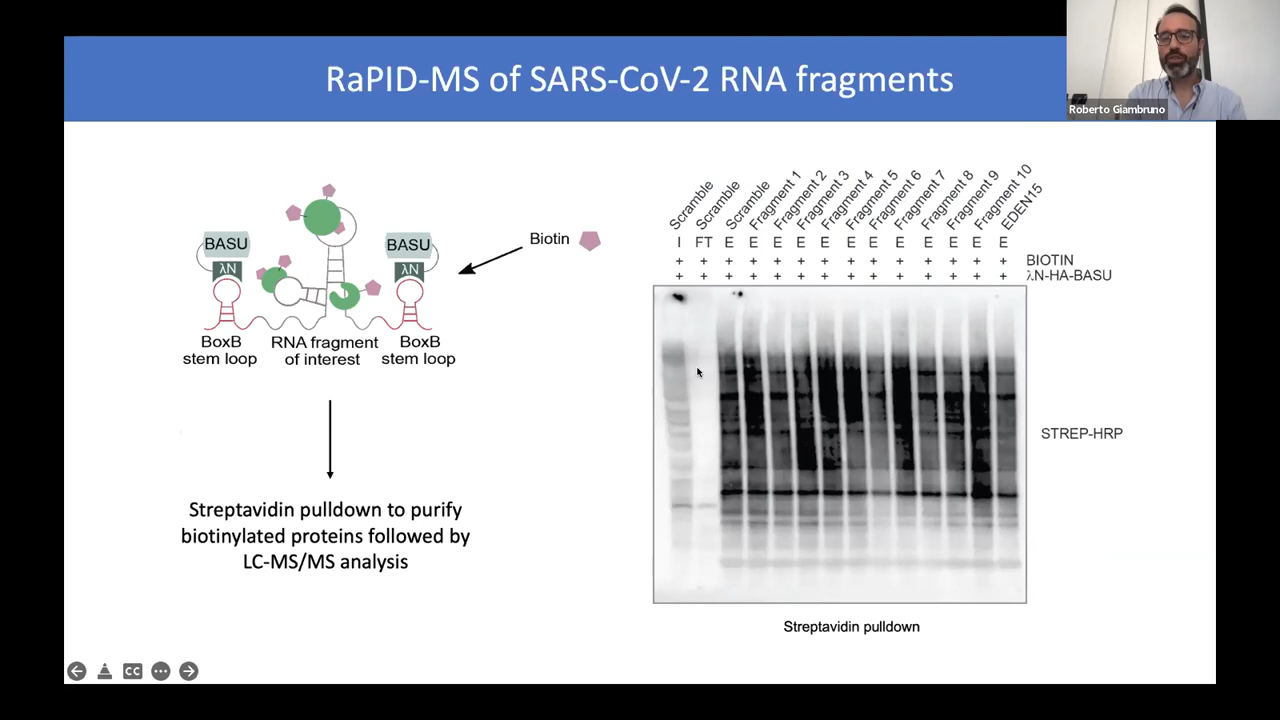 RaPID-MS of SARS-CoV-2 RNA fragments
Roberto Giambruno
BASU
λN
BASU
λN
Biotin
BoxB
stem loop
RNA fragment
of interest
BoxB
stem loop
Streptavidin pulldown to purify
biotinylated proteins followed by
LC-MS/MS analysis
Scramble
Scramble
Scramble
Fragment 1
Fragment 2
Fragment 3
Fragment 4
Fragment 5
Fragment 6
Fragment 7
Fragment 8
Fragment 9
Fragment 10
EDEN15
I FT E E E E E E E E E E E E
+ + + + + + + + + + + + + + BIOTIN
+ + + + + + + + + + + + + + λN-HA-BASU
STREP-HRP
Streptavidin pulldown
CC